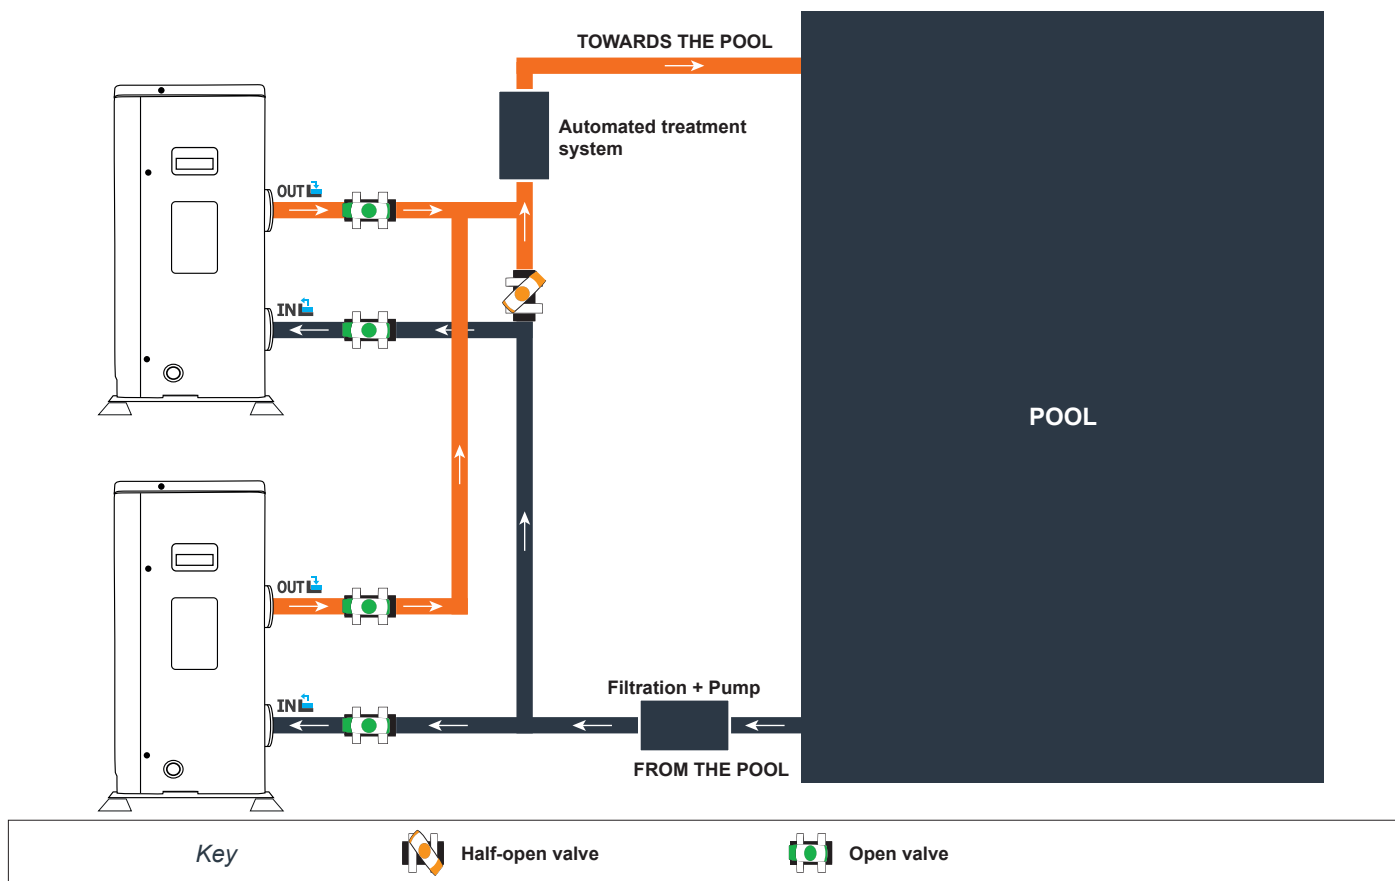 TOWARDS THE POOL
Automated treatment
system
OUT
IN
POOL
OUT
IN
Filtration + Pump
FROM THE POOL
Key
Half-open valve
Open valve